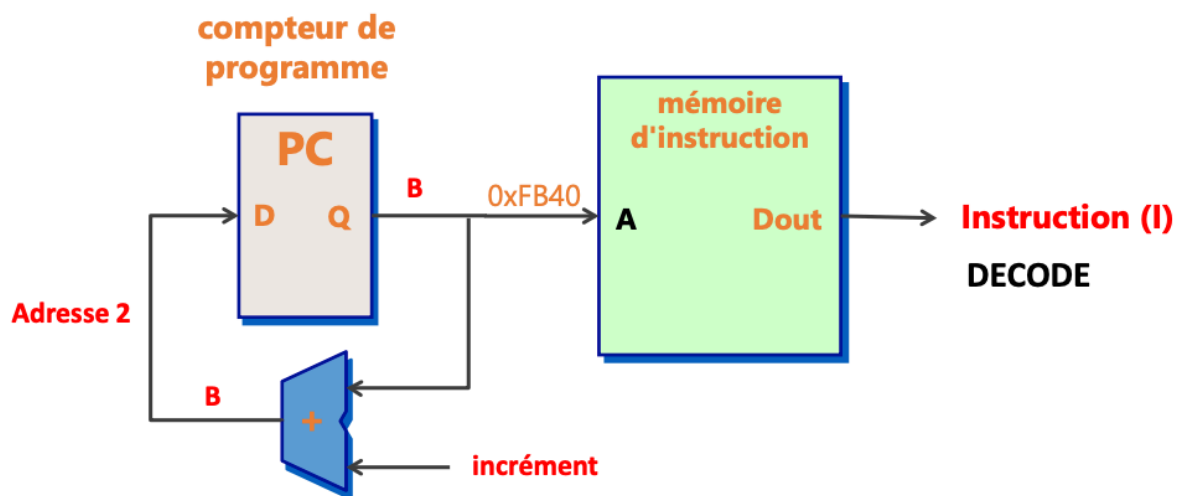 compteur de
programme
PC
D
Q
B
0xFB40
mémoire
d'instruction
A
Dout
Instruction (I)
DECODE
Adresse 2
B
+
incrément